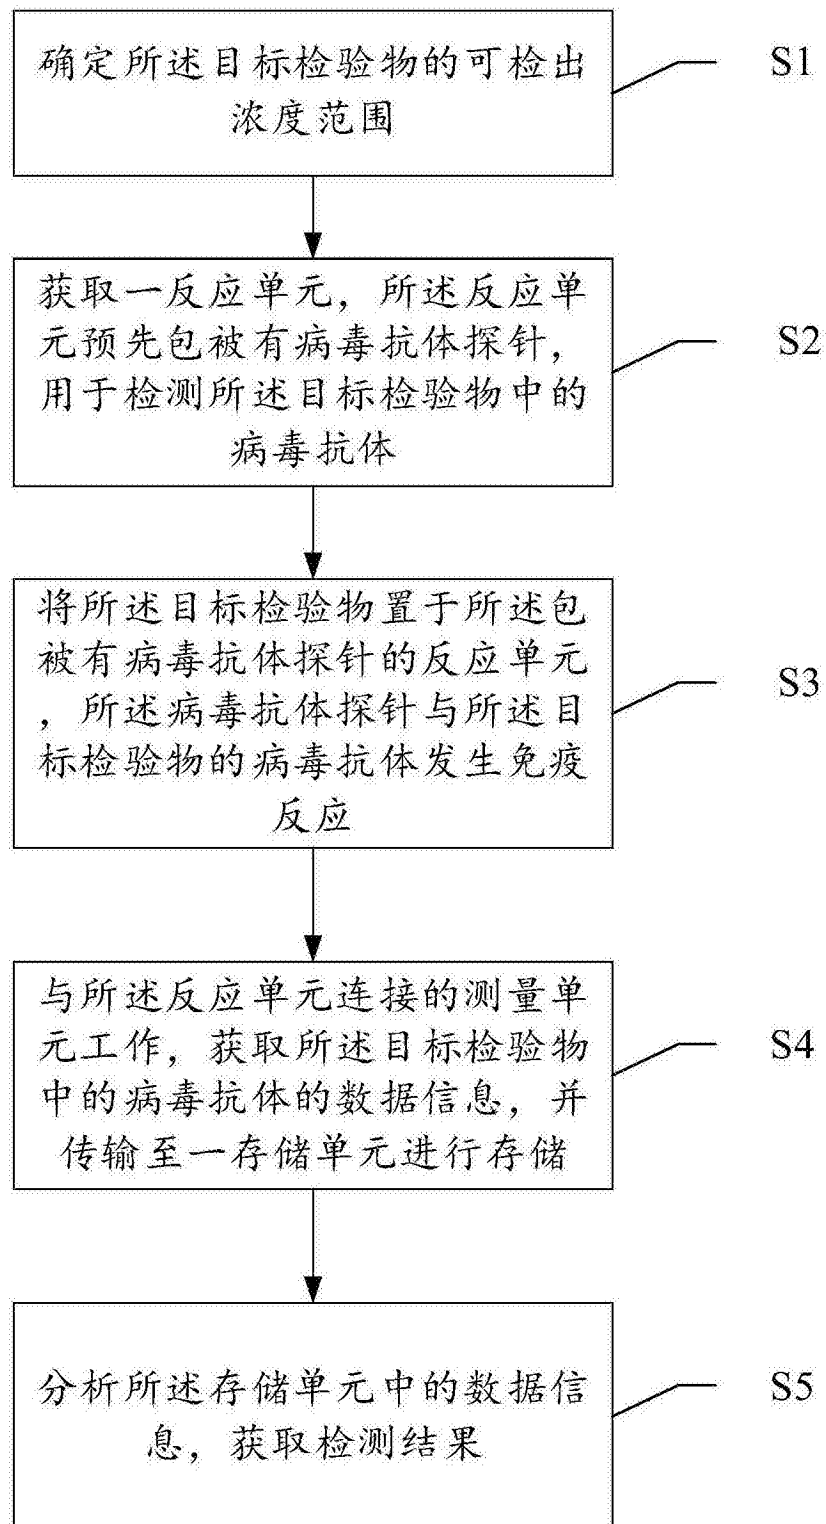 确定所述目标检验物的可检出
浓度范围
S1
获取一反应单元，所述反应单
元预先包被有病毒抗体探针，
用于检测所述目标检验物中的
病毒抗体
S2
将所述目标检验物置于所述包
被有病毒抗体探针的反应单元
，所述病毒抗体探针与所述目
标检验物的病毒抗体发生免疫
反应
S3
与所述反应单元连接的测量单
元工作，获取所述目标检验物
中的病毒抗体的数据信息，并
传输至一存储单元进行存储
S4
分析所述存储单元中的数据信
息，获取检测结果
S5